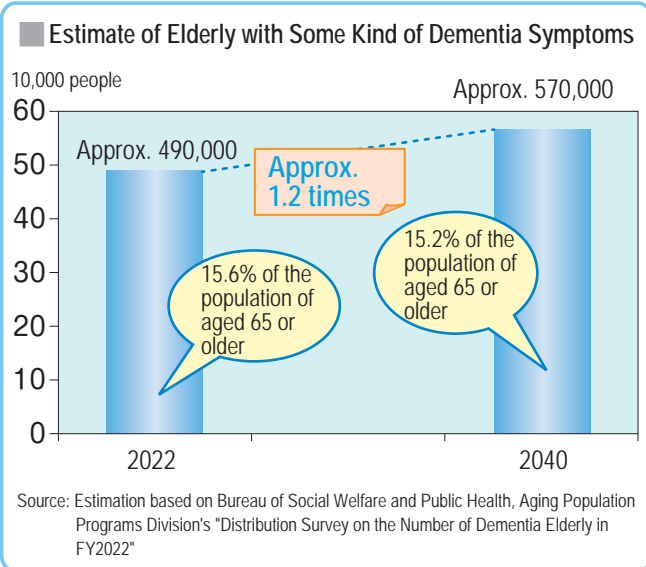 Estimate of Elderly with Some Kind of Dementia Symptoms
10,000 people
Approx. 570,000
60
Approx. 490,000
50
Approx.
1.2 times
40
15.6% of the
population of
aged 65 or
older
15.2% of the
population of
aged 65 or
older
30
20
10
0
2022
2040
Source: Estimation based on Bureau of Social Welfare and Public Health, Aging Population
Programs Division's "Distribution Survey on the Number of Dementia Elderly in
FY2022"